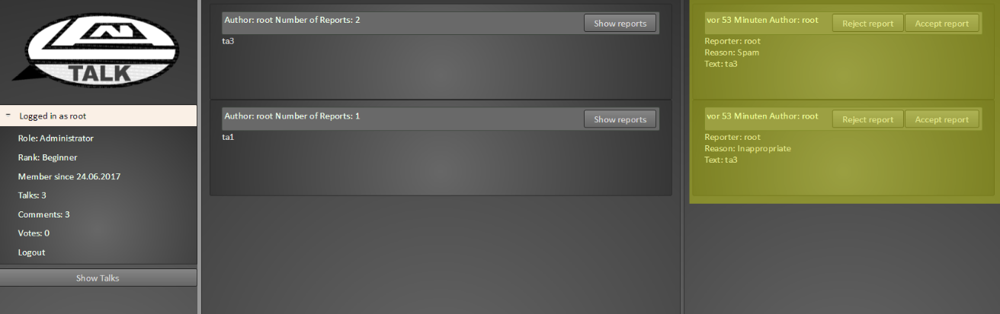 TALK
Logged in as root
Role: Administrator
Rank: Beginner
Member since 24.06.2017
Talks: 3
Comments: 3
Votes: 0
Logout
Show Talks
Author: root Number of Reports: 2
Show reports
ta3
Author: root Number of Reports: 1
Show reports
ta1
vor 53 Minuten Author: root
Reject report
Accept report
Reporter: root
Reason: Spam
Text: ta3
vor 53 Minuten Author: root
Reject report
Accept report
Reporter: root
Reason: Inappropriate
Text: ta3